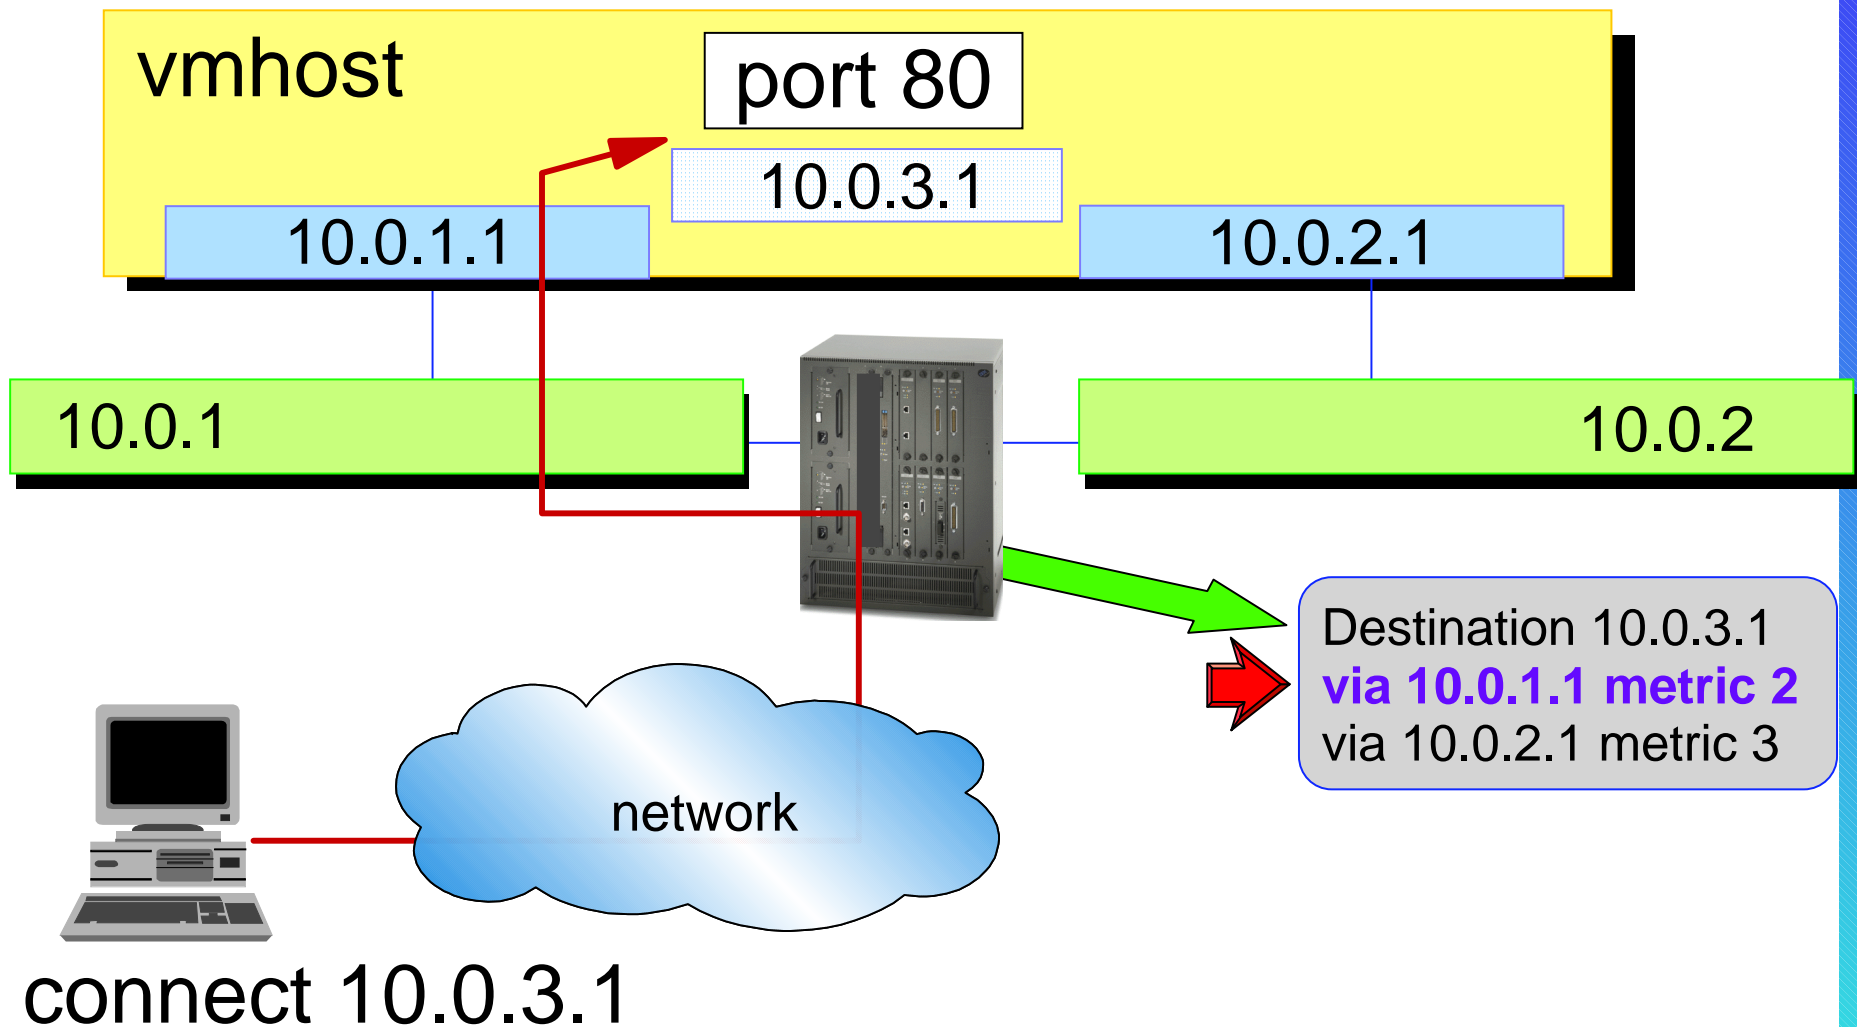 vmhost
port 80
10.0.3.1
10.0.1.1
10.0.2.1
10.0.1
10.0.2
Destination 10.0.3.1
via 10.0.1.1 metric 2
via 10.0.2.1 metric 3
network
connect 10.0.3.1